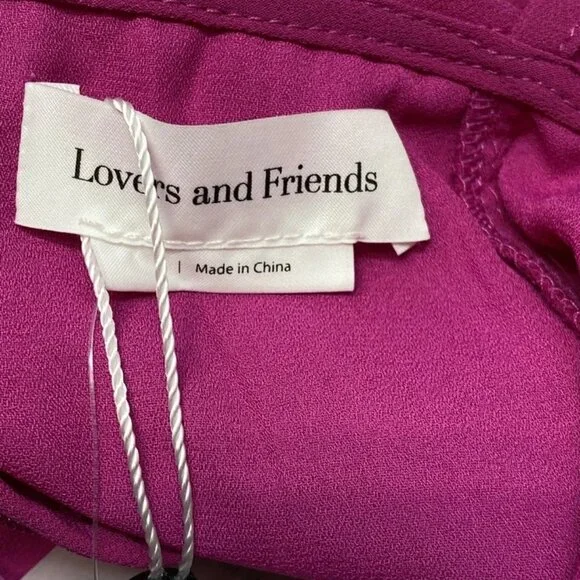 Lovers and Friends
| Made in China